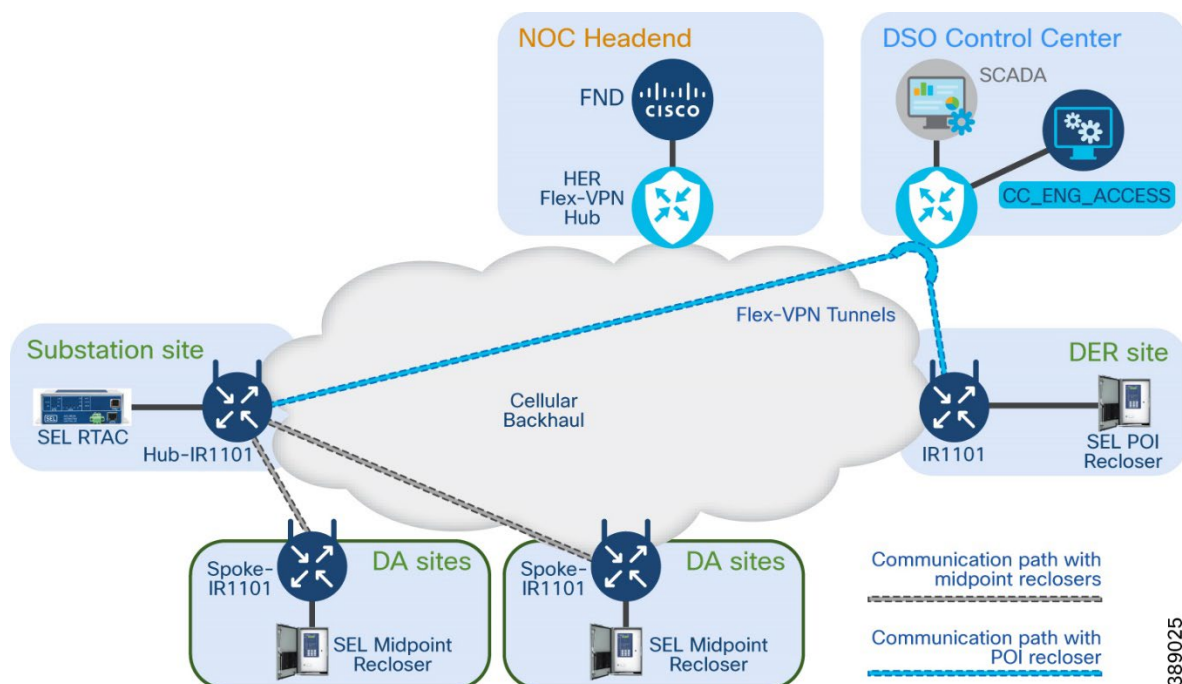 NOC Headend
FND
CISCO
HER
Flex-VPN
Hub
DSO Control Center
SCADA
CC_ENG_ACCESS
Flex-VPN Tunnels
Substation site
SEL RTAC
Hub-IR1101
Cellular
Backhaul
DER site
IR1101
SEL POI
Recloser
Spoke-
IR1101
DA sites
SEL Midpoint
Recloser
Spoke-
IR1101
DA sites
SEL Midpoint
Recloser
Communication path with
midpoint reclosers
Communication path with
POI recloser
389025